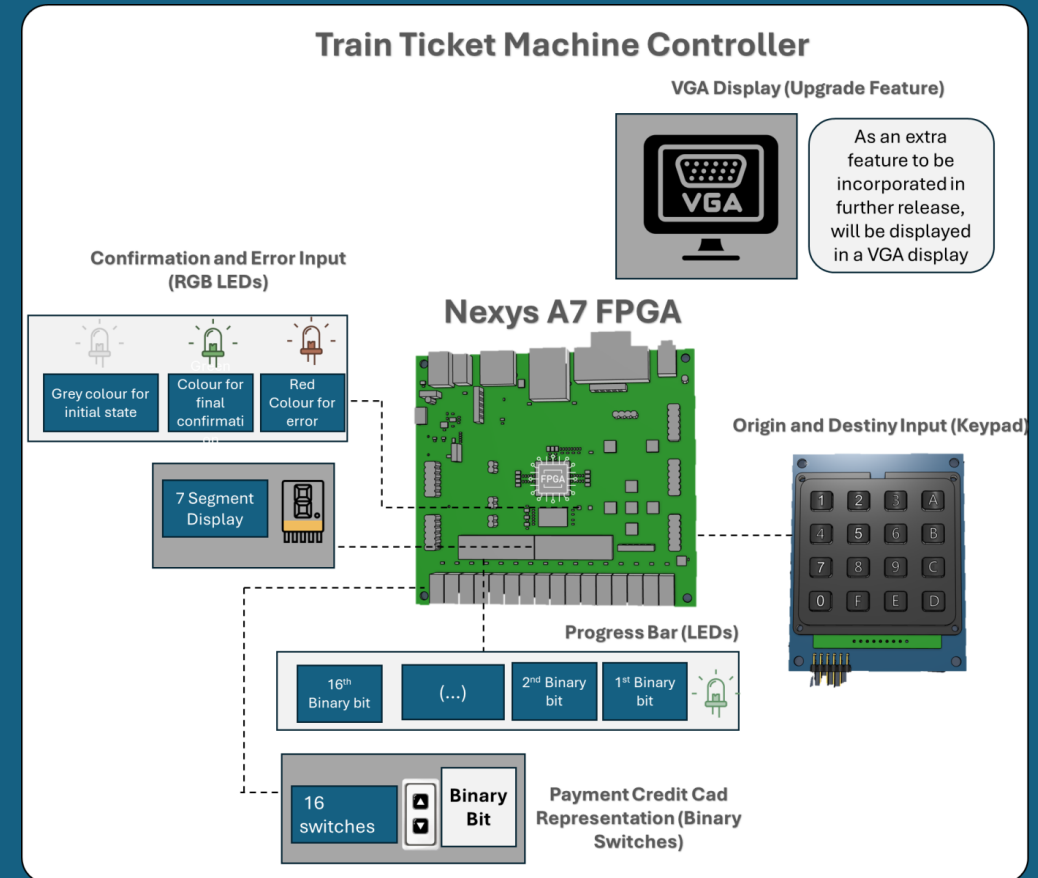 Train Ticket Machine Controller
VGA Display (Upgrade Feature)
VGA
As an extra
feature to be
incorporated in
further release,
will be displayed
in a VGA display
Confirmation and Error Input
(RGB LEDs)
Grey colour for
initial state
Green
Colour for
final
confirmati
on
Red
Colour for
error
Nexys A7 FPGA
FPGA
7 Segment
Display
Origin and Destiny Input (Keypad)
1 2 3 A
4 5 6 B
7 8 9 C
0 F E D
Progress Bar (LEDs)
16th
Binary bit
(...)
2nd Binary
bit
1st Binary
bit
16
switches
Binary
Bit
Payment Credit Cad
Representation (Binary
Switches)